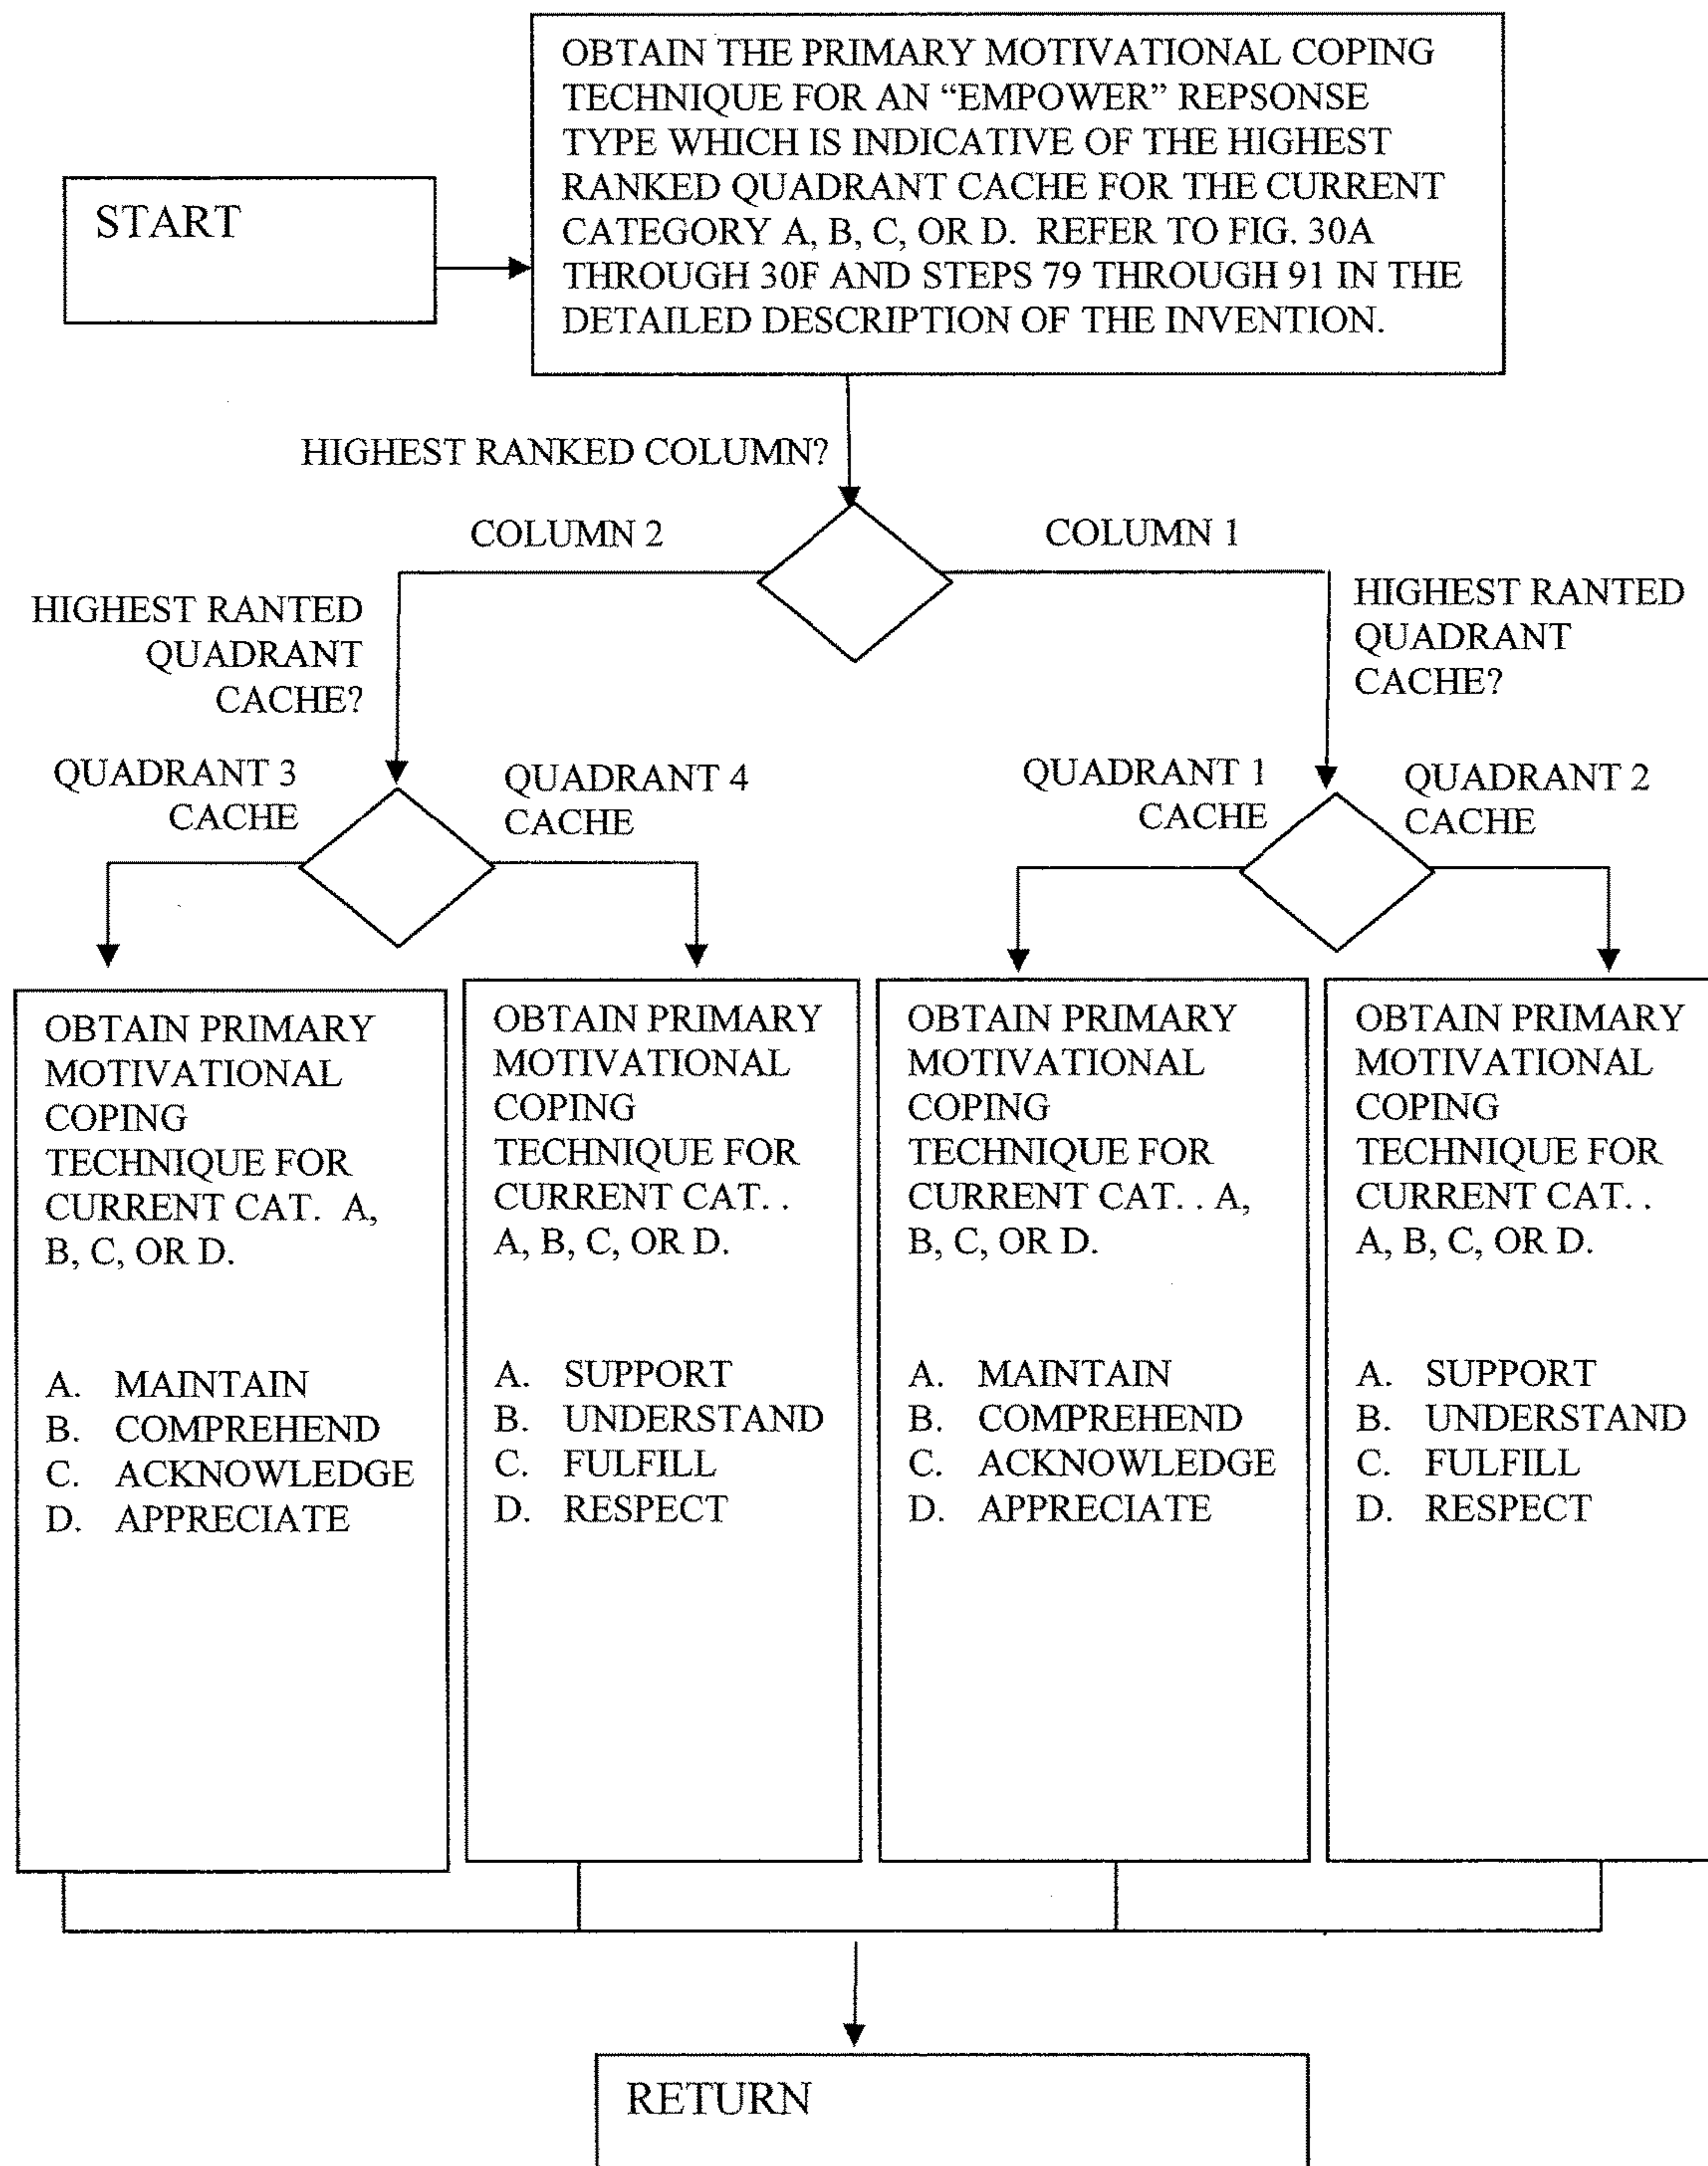 START
OBTAIN THE PRIMARY MOTIVATIONAL COPING
TECHNIQUE FOR AN “EMPOWER” REPSONSE
TYPE WHICH IS INDICATIVE OF THE HIGHEST
RANKED QUADRANT CACHE FOR THE CURRENT
CATEGORY A, B, C, OR D. REFER TO FIG. 30A
THROUGH 30F AND STEPS 79 THROUGH 91 IN THE
DETAILED DESCRIPTION OF THE INVENTION.
HIGHEST RANKED COLUMN?
COLUMN 2
COLUMN 1
HIGHEST RANTED
QUADRANT
CACHE?
HIGHEST RANTED
QUADRANT
CACHE?
QUADRANT 3
CACHE
QUADRANT 4
CACHE
QUADRANT 1
CACHE
QUADRANT 2
CACHE
OBTAIN PRIMARY
MOTIVATIONAL
COPING
TECHNIQUE FOR
CURRENT CAT. A,
B, C, OR D.
A. MAINTAIN
B. COMPREHEND
C. ACKNOWLEDGE
D. APPRECIATE
OBTAIN PRIMARY
MOTIVATIONAL
COPING
TECHNIQUE FOR
CURRENT CAT. .
A, B, C, OR D.
A. SUPPORT
B. UNDERSTAND
C. FULFILL
D. RESPECT
OBTAIN PRIMARY
MOTIVATIONAL
COPING
TECHNIQUE FOR
CURRENT CAT. . A,
B, C, OR D.
A. MAINTAIN
B. COMPREHEND
C. ACKNOWLEDGE
D. APPRECIATE
OBTAIN PRIMARY
MOTIVATIONAL
COPING
TECHNIQUE FOR
CURRENT CAT. .
A, B, C, OR D.
A. SUPPORT
B. UNDERSTAND
C. FULFILL
D. RESPECT
RETURN